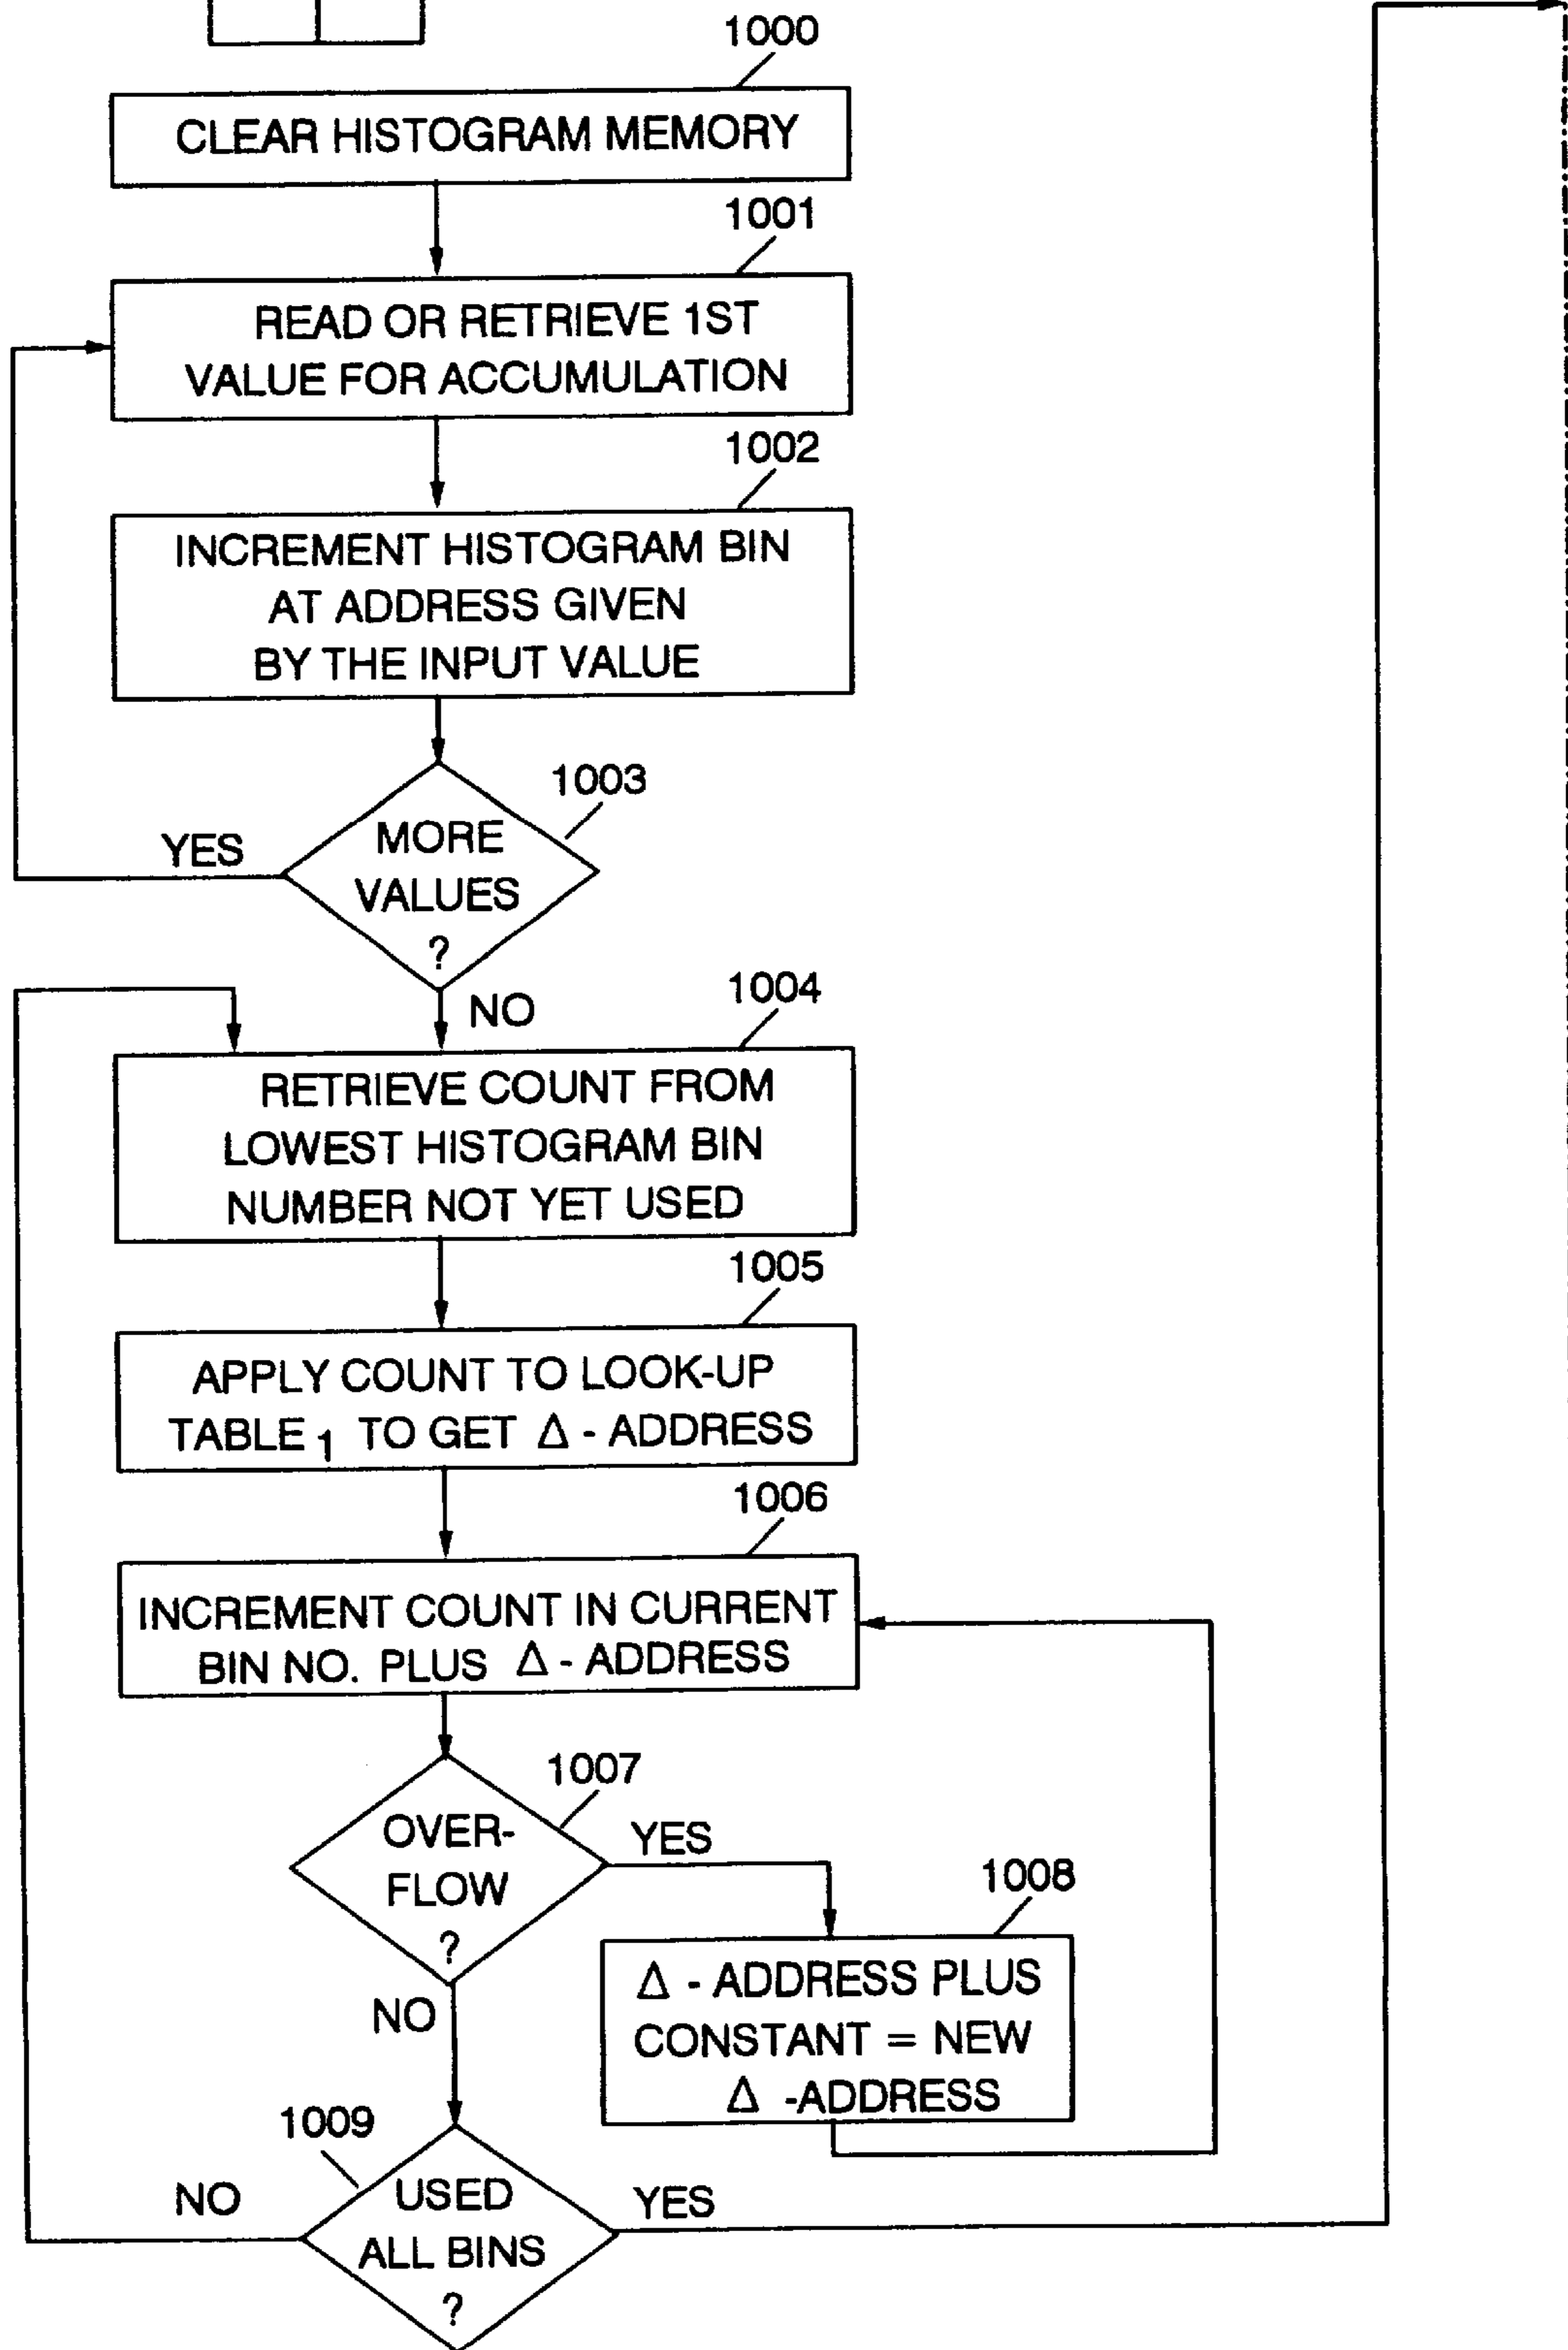 1000
CLEAR HISTOGRAM MEMORY
1001
READ OR RETRIEVE 1ST
VALUE FOR ACCUMULATION
1002
INCREMENT HISTOGRAM BIN
AT ADDRESS GIVEN
BY THE INPUT VALUE
1003
MORE
VALUES
?
YES
NO
1004
RETRIEVE COUNT FROM
LOWEST HISTOGRAM BIN
NUMBER NOT YET USED
1005
APPLY COUNT TO LOOK-UP
TABLE 1 TO GET Δ - ADDRESS
1006
INCREMENT COUNT IN CURRENT
BIN NO. PLUS Δ - ADDRESS
1007
OVER-
FLOW
?
YES
NO
1008
Δ - ADDRESS PLUS
CONSTANT = NEW
Δ -ADDRESS
1009
USED
ALL BINS
?
NO
YES